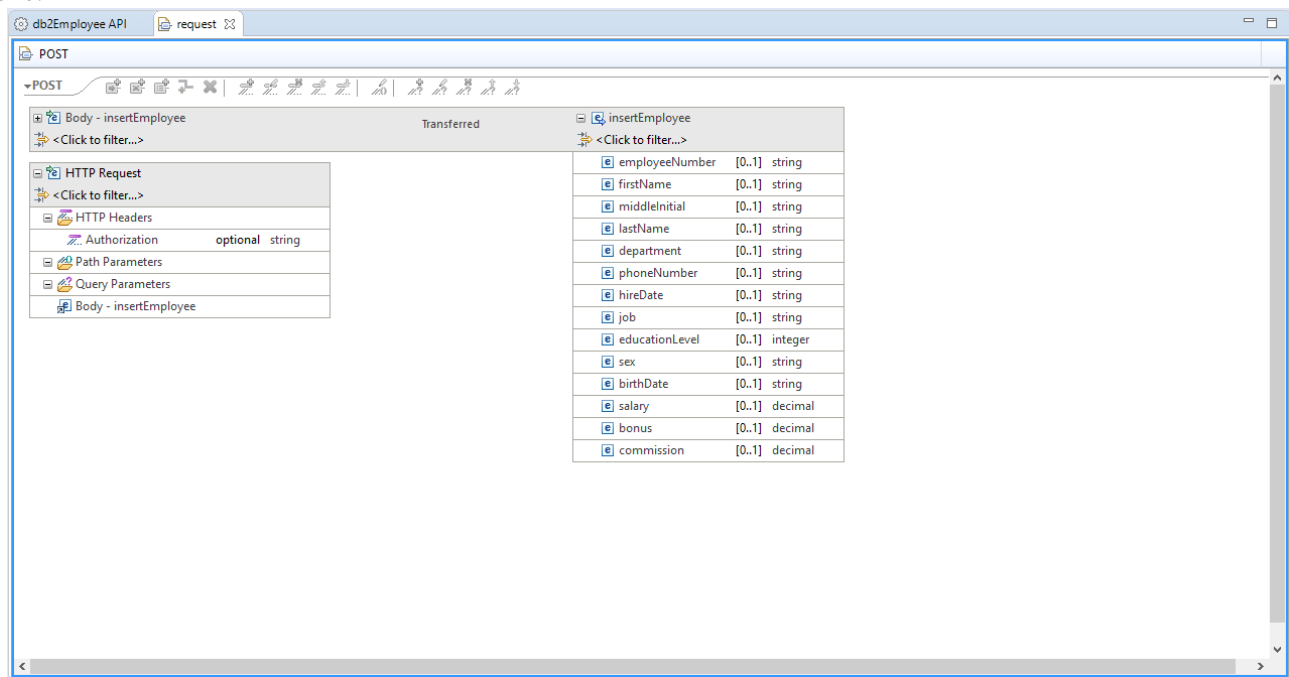 db2Employee API request
POST
POST
Body - insertEmployee
<Click to filter...>
Transferred
insertEmployee
<Click to filter...>
HTTP Request
<Click to filter...>
HTTP Headers
Authorization optional string
Path Parameters
Query Parameters
Body - insertEmployee
employeeNumber [0..1] string
firstName [0..1] string
middleInitial [0..1] string
lastName [0..1] string
department [0..1] string
phoneNumber [0..1] string
hireDate [0..1] string
job [0..1] string
educationLevel [0..1] integer
sex [0..1] string
birthDate [0..1] string
salary [0..1] decimal
bonus [0..1] decimal
commission [0..1] decimal